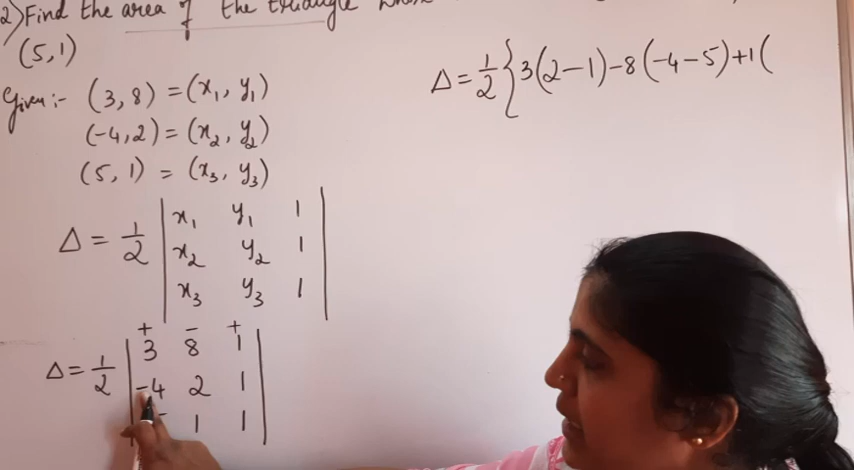 2) Find the area of the triangle
(5,1)
Given:- (3,8) = (x₁, y₁)
(-4,2) = (x₂, y₂)
(5,1) = (x₃, y₃)
Δ = 1/2 | x₁ y₁ 1
x₂ y₂ 1
x₃ y₃ 1 |
+ - +
Δ = 1/2 | 3 8 1
-4 2 1
1 1 |
Δ = 1/2 { 3(2-1) -8(-4-5) +1(